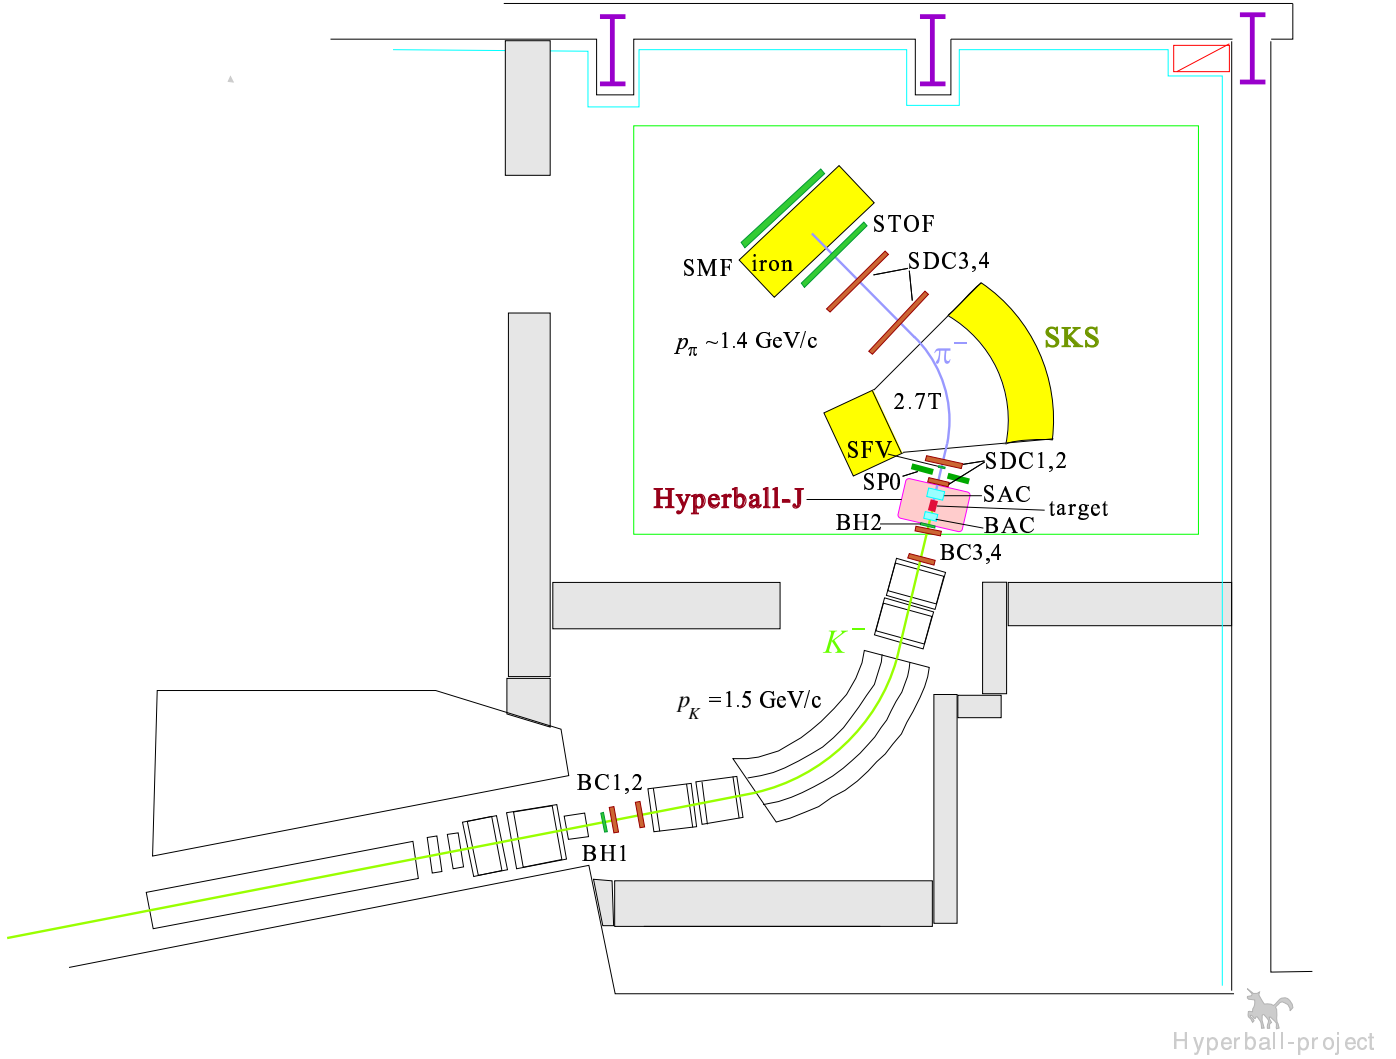 STOF
SDC3,4
SMF
iron
SKS
pπ ~1.4 GeV/c
π−
2.7T
SFV
SDC1,2
SP0
SAC
Hyperball-J
target
BH2
BAC
BC3,4
K−
pK =1.5 GeV/c
BC1,2
BH1
Hyperball-project